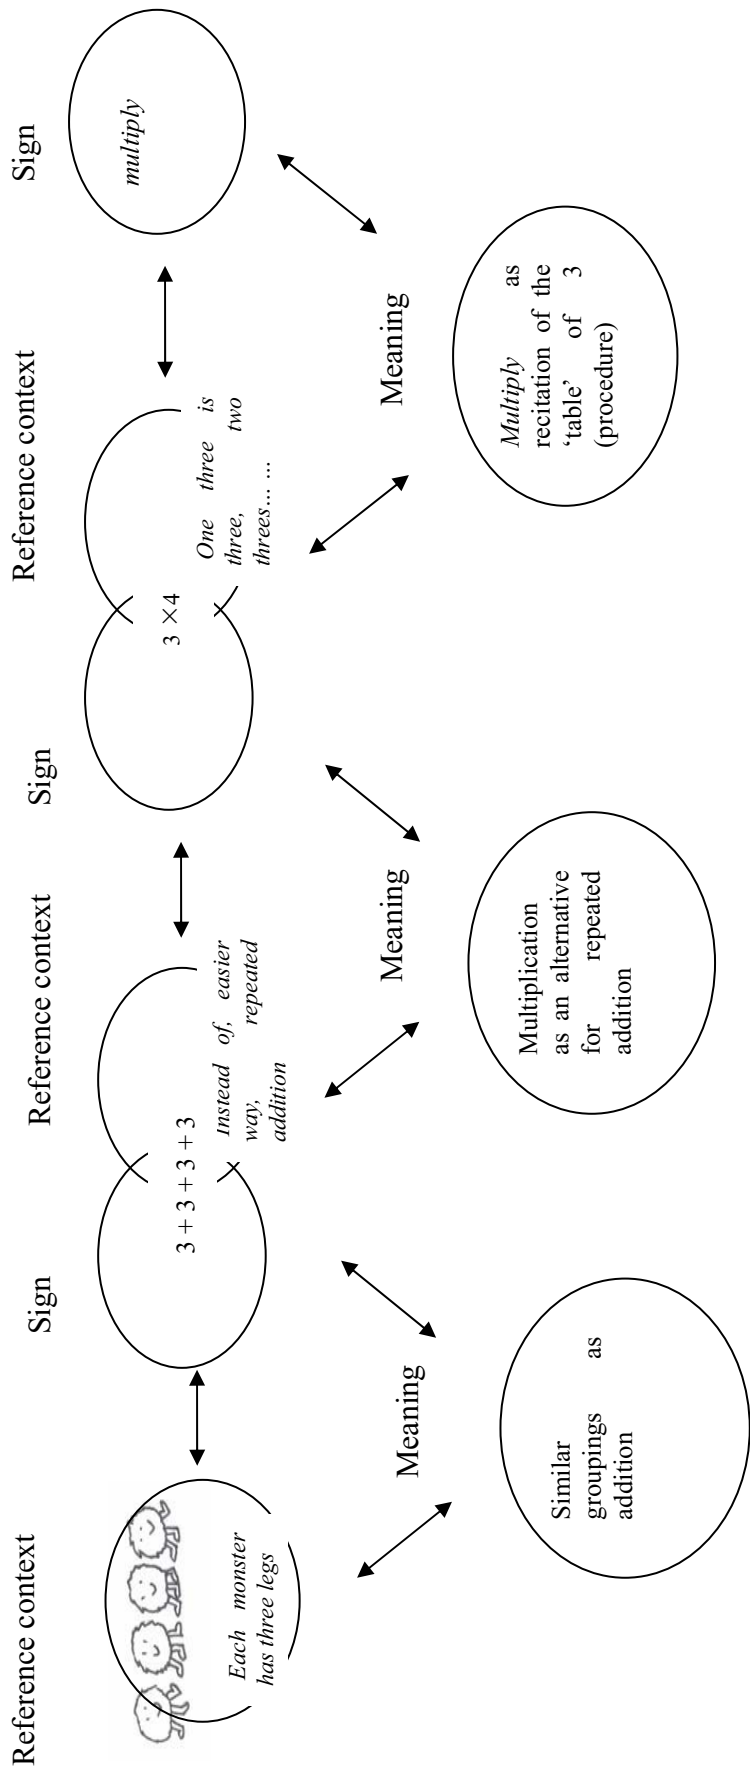 Reference context
Sign
Reference context
Sign
Reference context
Sign
Each monster
has three legs
3 + 3 + 3 + 3
Instead of, easier
way, repeated
addition
3 ×4
One three is
three, two
threes... ...
multiply
Meaning
Meaning
Meaning
Similar
groupings as
addition
Multiplication
as an alternative
for repeated
addition
Multiply as
recitation of the
‘table’ of 3
(procedure)